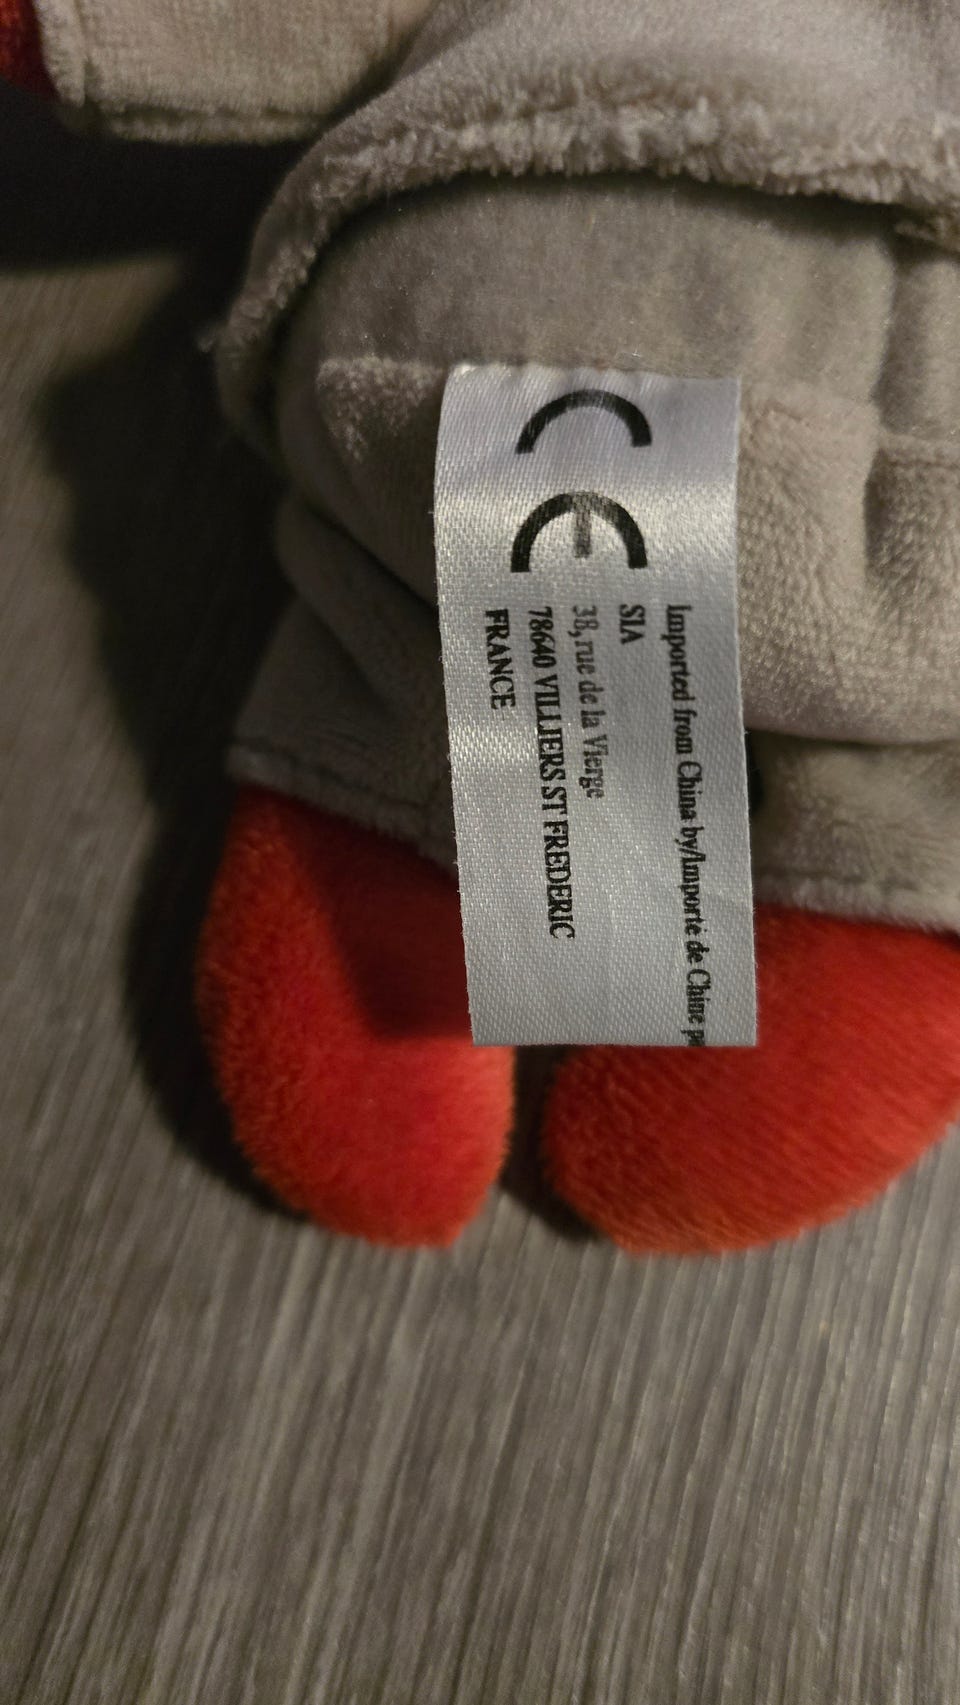 CE
Imported from China by/Importé de Chine
SIA
38, rue de la Vierge
78640 VILLIERS ST FREDERIC
FRANCE